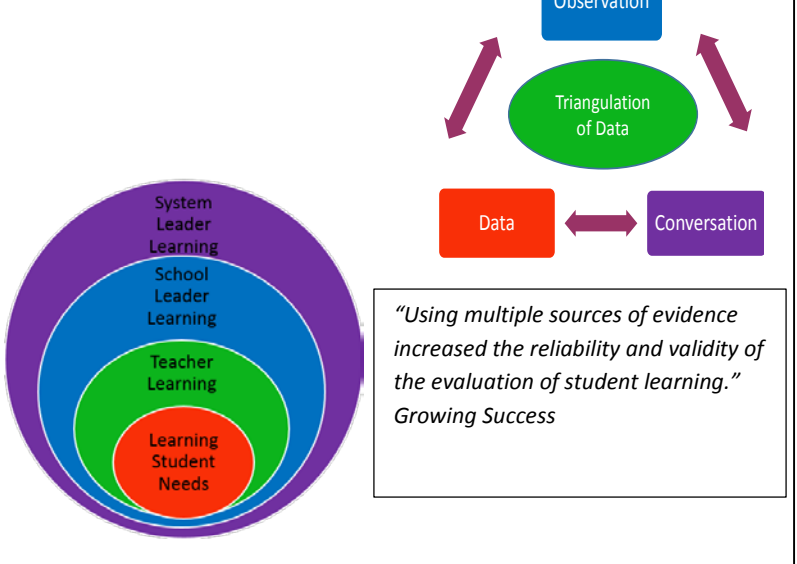 Observation
Triangulation
of Data
Data
Conversation
System
Leader
Learning
School
Leader
Learning
Teacher
Learning
Learning
Student
Needs
“Using multiple sources of evidence
increased the reliability and validity of
the evaluation of student learning.”
Growing Success